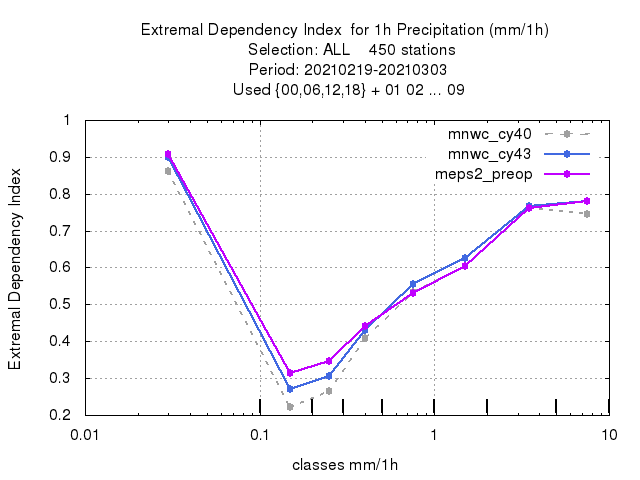 Extremal Dependency Index  for 1h Precipitation (mm/1h)
Selection: ALL    450 stations
Period: 20210219-20210303
Used {00,06,12,18} + 01 02 ... 09
mnwc_cy40
mnwc_cy43
meps2_preop
Extremal Dependency Index
1
0.9
0.8
0.7
0.6
0.5
0.4
0.3
0.2
0.01
0.1
1
10
classes mm/1h